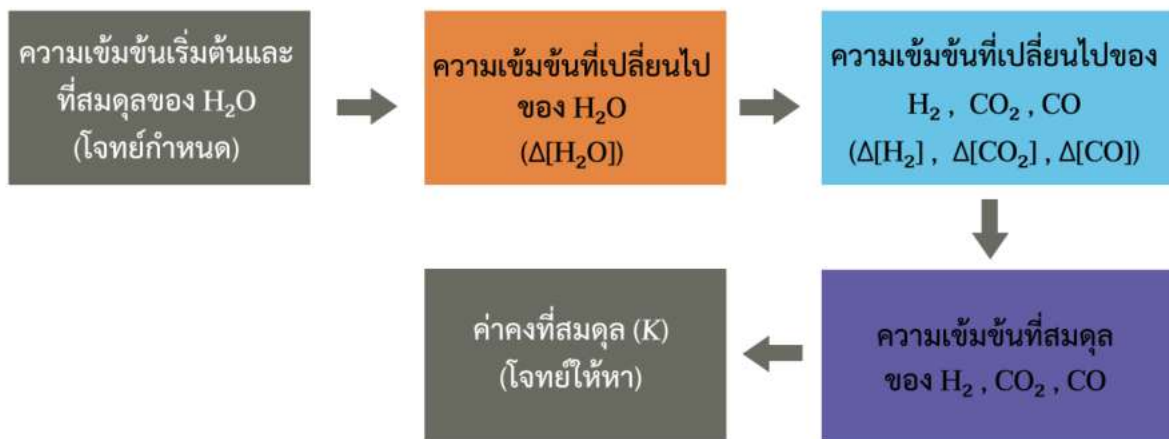 ความเข้มข้นเริ่มต้นและ
ที่สมดุลของ H₂O
(โจทย์กำหนด)
ความเข้มข้นที่เปลี่ยนไป
ของ H₂O
(Δ[H₂O])
ความเข้มข้นที่เปลี่ยนไปของ
H₂ , CO₂ , CO
(Δ[H₂] , Δ[CO₂] , Δ[CO])
ความเข้มข้นที่สมดุล
ของ H₂ , CO₂ , CO
ค่าคงที่สมดุล (K)
(โจทย์ให้หา)